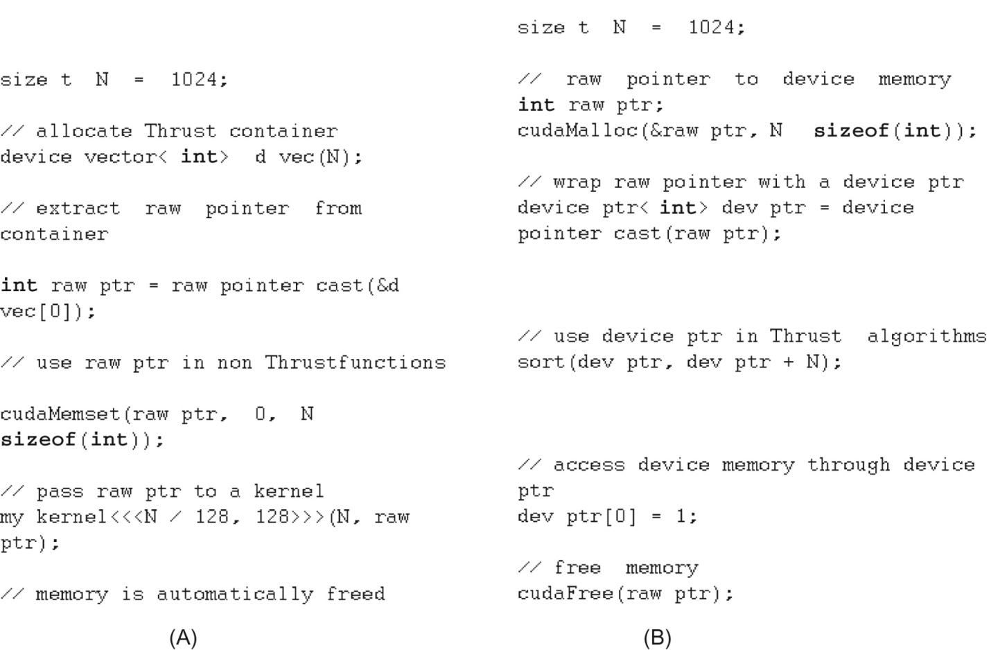 size t N = 1024;
// allocate Thrust container
device vector< int> d vec(N);
// extract raw pointer from
container
int raw ptr = raw pointer cast(&d
vec[0]);
// use raw ptr in non Thrustfunctions
cudaMemset(raw ptr, 0, N
sizeof(int));
// pass raw ptr to a kernel
my kernel<<<N / 128, 128>>>(N, raw
ptr);
// memory is automatically freed
(A)
size t N = 1024;
// raw pointer to device memory
int raw ptr;
cudaMalloc(&raw ptr, N sizeof(int));
// wrap raw pointer with a device ptr
device ptr< int> dev ptr = device
pointer cast(raw ptr);
// use device ptr in Thrust algorithms
sort(dev ptr, dev ptr + N);
// access device memory through device
ptr
dev ptr[0] = 1;
// free memory
cudaFree(raw ptr);
(B)